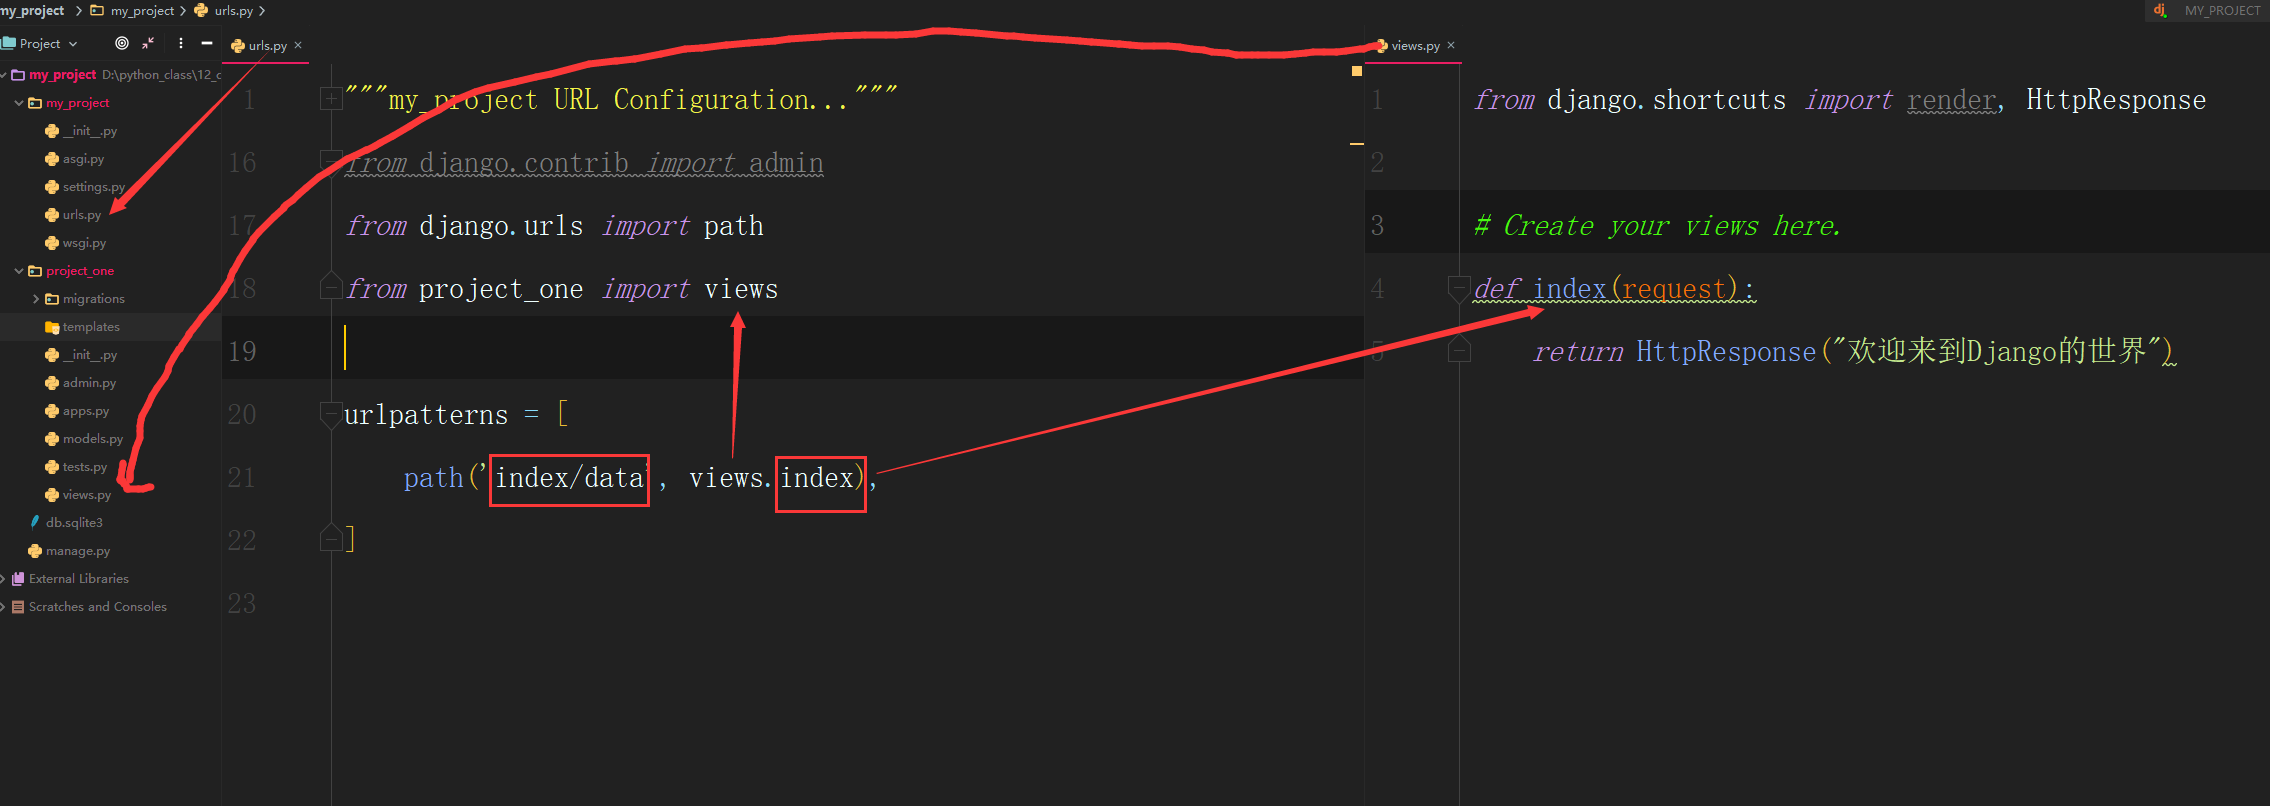 my_project > my_project > urls.py >
MY_PROJECT
Project
urls.py ×
views.py ×
my_project D:\python_class\12_c
my_project
__init__.py
asgi.py
settings.py
urls.py
wsgi.py
project_one
migrations
templates
__init__.py
admin.py
apps.py
models.py
tests.py
views.py
db.sqlite3
manage.py
External Libraries
Scratches and Consoles
1 """my_project URL Configuration..."""
16 from django.contrib import admin
17 from django.urls import path
18 from project_one import views
19
20 urlpatterns = [
21 path('index/data', views.index),
22 ]
23
1 from django.shortcuts import render, HttpResponse
2
3 # Create your views here.
4 def index(request):
5 return HttpResponse("欢迎来到Django的世界")